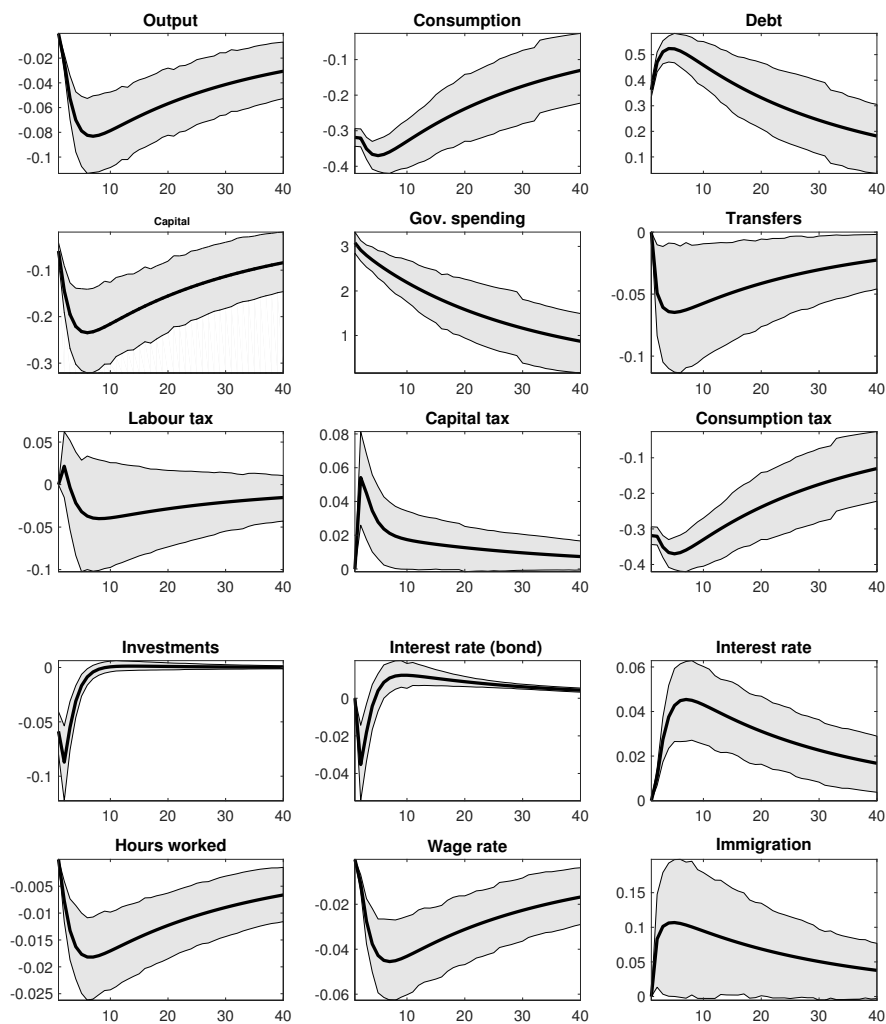 Output Consumption Debt
-0.02 -0.1 0.5
-0.04 -0.2 0.4
-0.06 0.3
-0.08 -0.3 0.2
-0.1 -0.4 0.1
10 20 30 40 10 20 30 40 10 20 30 40
Capital Gov. spending Transfers
3 0
-0.1
2 -0.05
-0.2
1
-0.3 -0.1
10 20 30 40 10 20 30 40 10 20 30 40
Labour tax Capital tax Consumption tax
0.05 0.08
0.06 -0.1
0 0.04 -0.2
-0.05 0.02 -0.3
-0.1 0 -0.4
10 20 30 40 10 20 30 40 10 20 30 40
Investments Interest rate (bond) Interest rate
0 0.06
0
-0.05 0.04
-0.02
0.02
-0.1 -0.04
0
10 20 30 40 10 20 30 40 10 20 30 40
Hours worked Wage rate Immigration
-0.005 0.15
-0.01 -0.02 0.1
-0.015
-0.02 -0.04 0.05
-0.025 -0.06 0
10 20 30 40 10 20 30 40 10 20 30 40